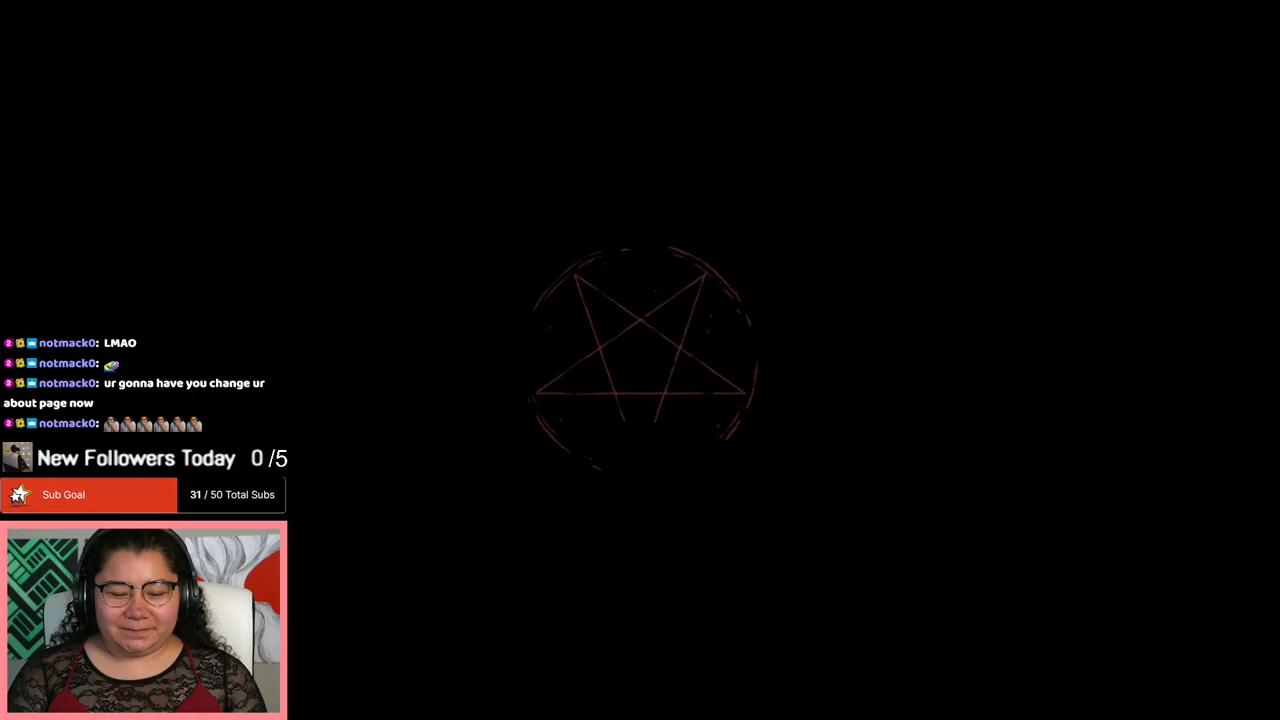 notmack0: LMAO
notmack0:
notmack0: ur gonna have you change ur
about page now
notmack0:
New Followers Today 0 /5
Sub Goal 31 / 50 Total Subs